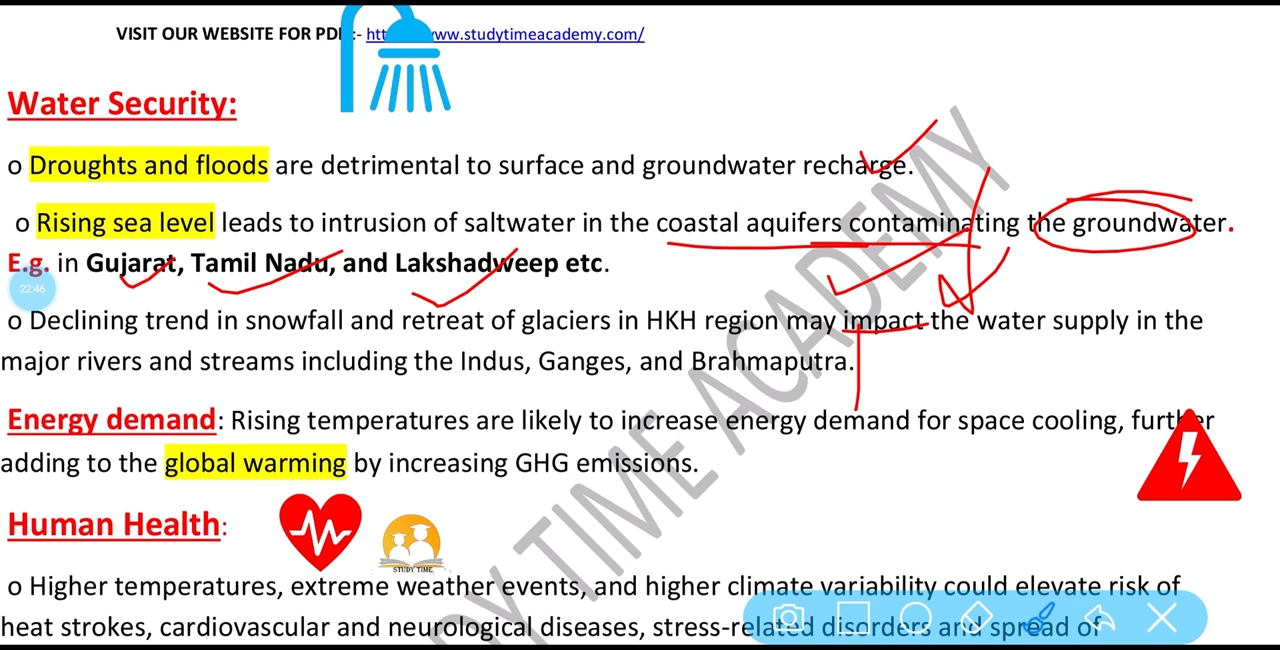 VISIT OUR WEBSITE FOR PDF :- htt www.studytimeacademy.com/
Water Security:
o Droughts and floods are detrimental to surface and groundwater recharge.
o Rising sea level leads to intrusion of saltwater in the coastal aquifers contaminating the groundwater.
E.g. in Gujarat, Tamil Nadu, and Lakshadweep etc.
22:46
o Declining trend in snowfall and retreat of glaciers in HKH region may impact the water supply in the
major rivers and streams including the Indus, Ganges, and Brahmaputra.
Energy demand: Rising temperatures are likely to increase energy demand for space cooling, further
adding to the global warming by increasing GHG emissions.
Human Health:
STUDY TIME
o Higher temperatures, extreme weather events, and higher climate variability could elevate risk of
heat strokes, cardiovascular and neurological diseases, stress-related disorders and spread of
DY TIME ACADEMY